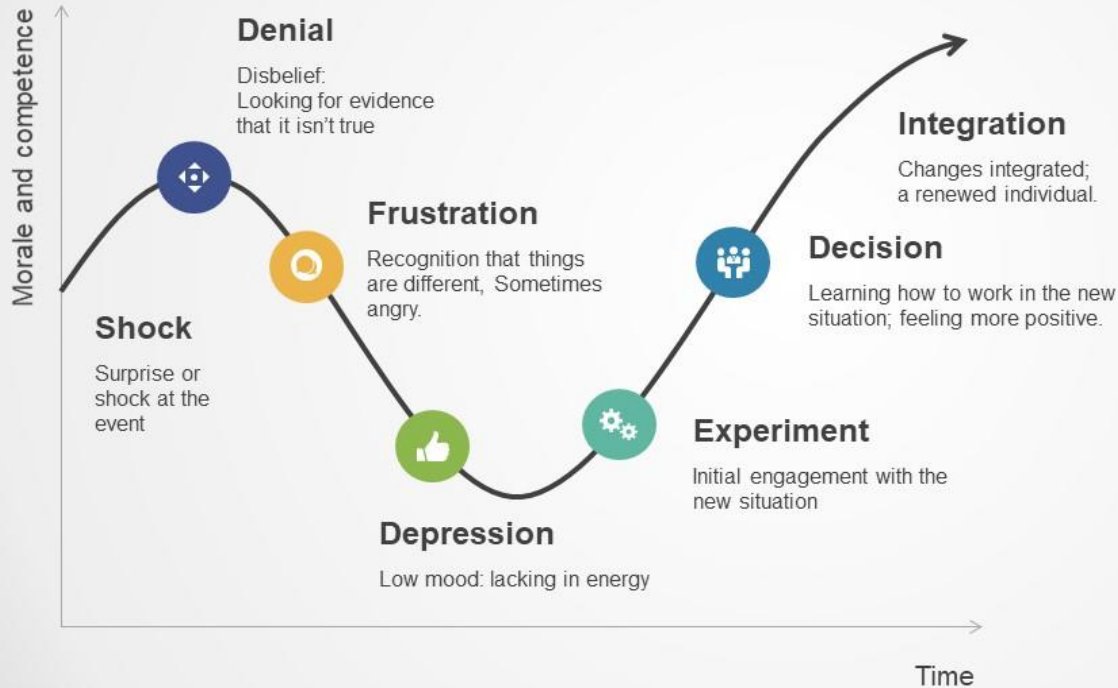 Morale and competence
Denial
Disbelief:
Looking for evidence
that it isn’t true
Shock
Surprise or
shock at the
event
Frustration
Recognition that things
are different, Sometimes
angry.
Depression
Low mood: lacking in energy
Experiment
Initial engagement with the
new situation
Decision
Learning how to work in the new
situation; feeling more positive.
Integration
Changes integrated;
a renewed individual.
Time